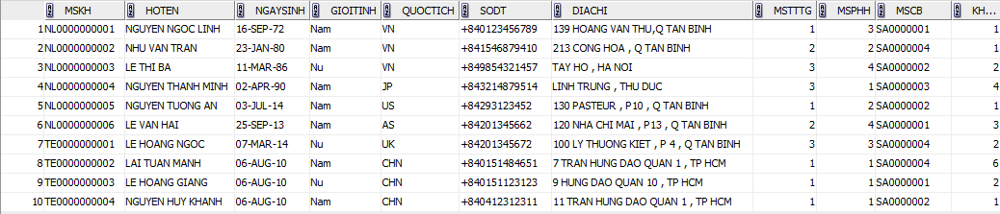 MSKH HOTEN NGAYSINH GIOITINH QUOCTICH SODT DIACHI MSTTTG MSPHH MSCB KH...
1 NL0000000001 NGUYEN NGOC LINH 16-SEP-72 Nam VN +840123456789 139 HOANG VAN THU,Q TAN BINH 1 3 SA0000001 1
2 NL0000000002 NHU VAN TRAN 23-JAN-80 Nam VN +841546879410 213 CONG HOA , Q TAN BINH 2 2 SA0000004 1
3 NL0000000003 LE THI BA 11-MAR-86 Nu VN +849854321457 TAY HO , HA NOI 3 4 SA0000002 2
4 NL0000000004 NGUYEN THANH MINH 02-APR-90 Nam JP +843214879514 LINH TRUNG , THU DUC 3 1 SA0000003 4
5 NL0000000005 NGUYEN TUONG AN 03-JUL-14 Nam US +84293123452 130 PASTEUR , P10 , Q TAN BINH 1 2 SA0000002 1
6 NL0000000006 LE VAN HAI 25-SEP-13 Nam AS +84201345662 120 NHA CHI MAI , P13 , Q TAN BINH 2 4 SA0000001 3
7 TE0000000001 LE HOANG NGOC 07-MAR-14 Nu UK +84201345672 100 LY THUONG KIET , P 4 , Q TAN BINH 3 3 SA0000001 2
8 TE0000000002 LAI TUAN MANH 06-AUG-10 Nam CHN +840151484651 7 TRAN HUNG DAO QUAN 1 , TP HCM 1 1 SA0000004 6
9 TE0000000003 LE HOANG GIANG 06-AUG-10 Nu CHN +840151123123 9 HUNG DAO QUAN 10 , TP HCM 1 1 SA0000001 2
10 TE0000000004 NGUYEN HUY KHANH 06-AUG-10 Nam CHN +840412312311 11 TRAN HUNG DAO QUAN 1 , TP HCM 1 1 SA0000004 1